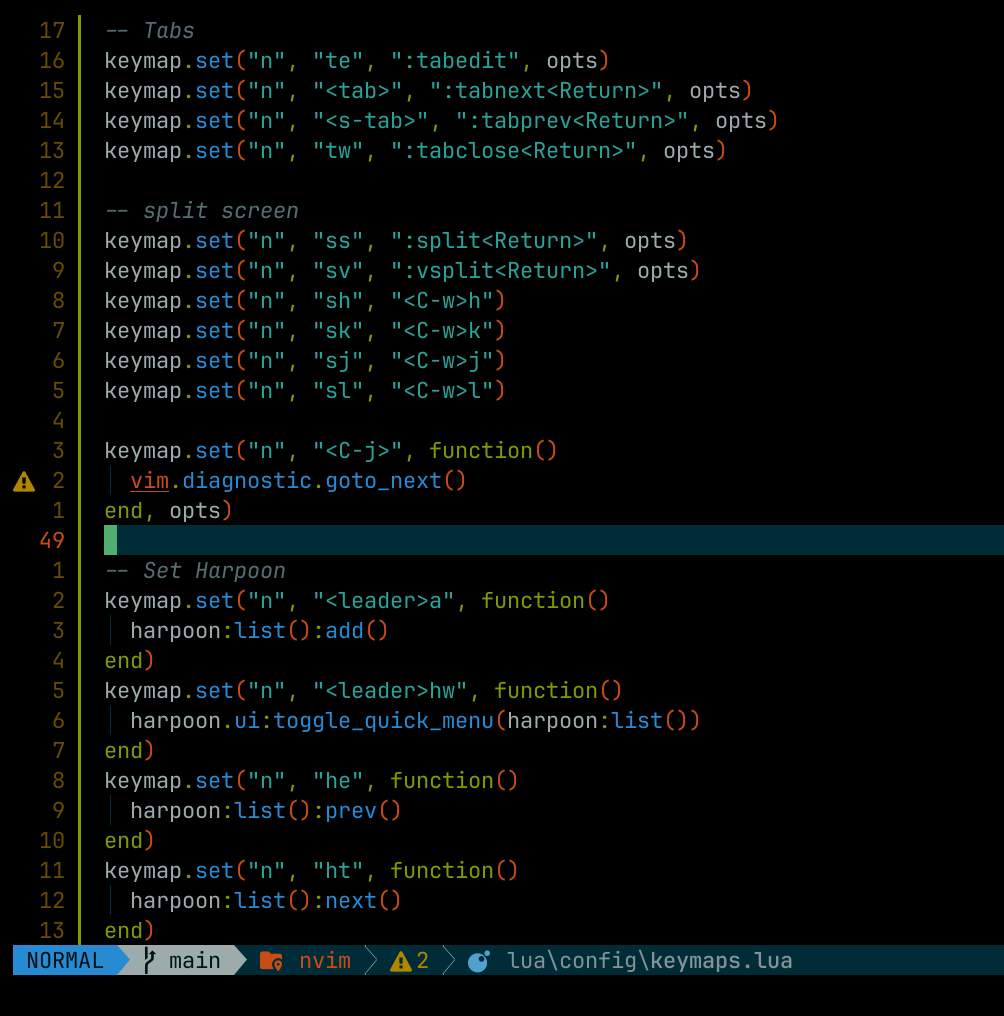 17 -- Tabs
16 keymap.set("n", "te", ":tabedit", opts)
15 keymap.set("n", "<tab>", ":tabnext<Return>", opts)
14 keymap.set("n", "<s-tab>", ":tabprev<Return>", opts)
13 keymap.set("n", "tw", ":tabclose<Return>", opts)
12
11 -- split screen
10 keymap.set("n", "ss", ":split<Return>", opts)
9 keymap.set("n", "sv", ":vsplit<Return>", opts)
8 keymap.set("n", "sh", "<C-w>h")
7 keymap.set("n", "sk", "<C-w>k")
6 keymap.set("n", "sj", "<C-w>j")
5 keymap.set("n", "sl", "<C-w>l")
4
3 keymap.set("n", "<C-j>", function()
2   vim.diagnostic.goto_next()
1 end, opts)
49
1 -- Set Harpoon
2 keymap.set("n", "<leader>a", function()
3   harpoon:list():add()
4 end)
5 keymap.set("n", "<leader>hw", function()
6   harpoon.ui:toggle_quick_menu(harpoon:list())
7 end)
8 keymap.set("n", "he", function()
9   harpoon:list():prev()
10 end)
11 keymap.set("n", "ht", function()
12   harpoon:list():next()
13 end)
NORMAL main nvim 2 lua\config\keymaps.lua